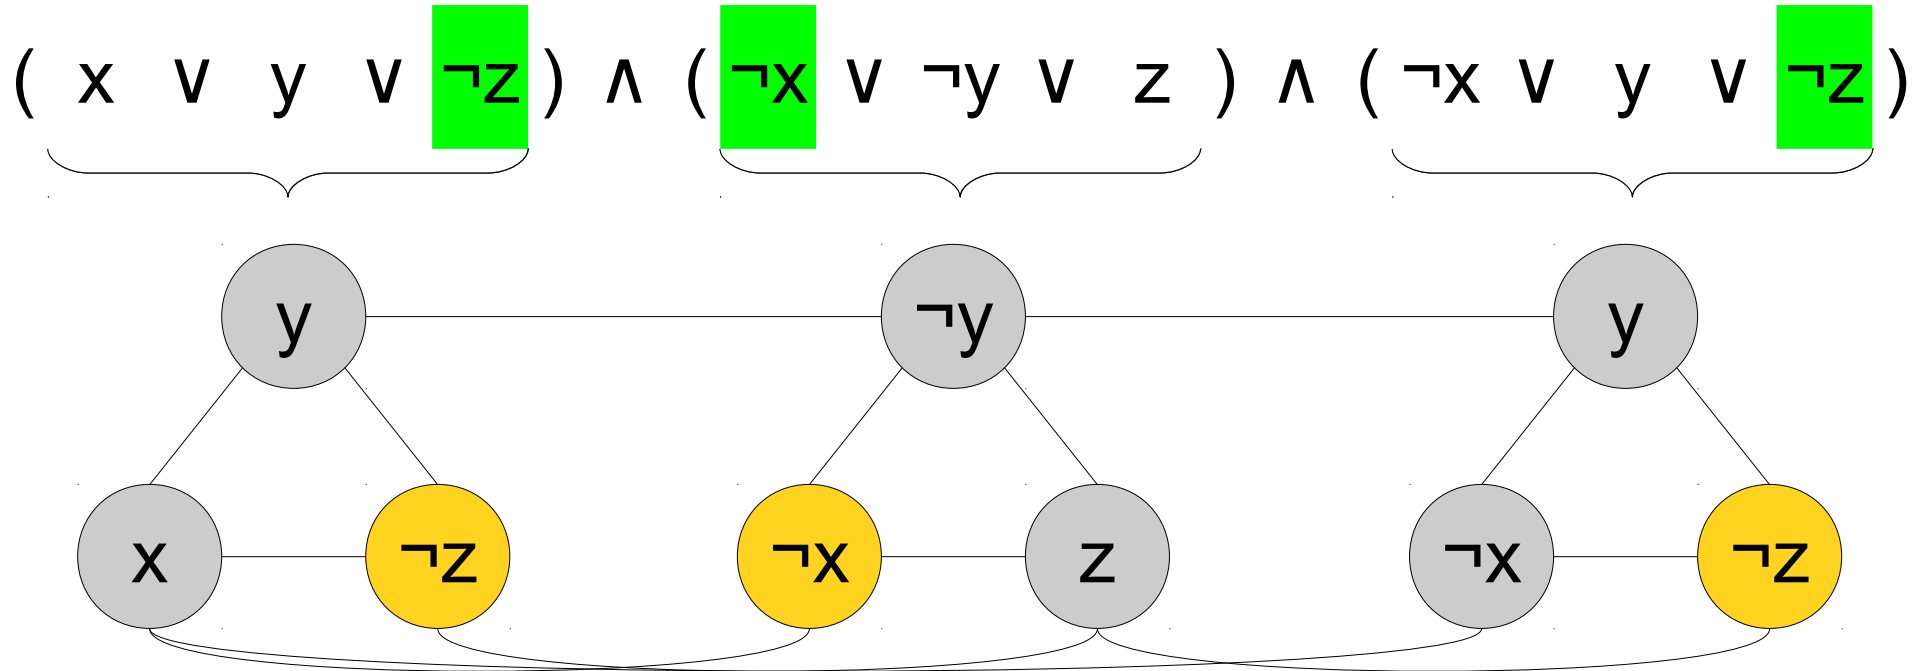 ( x ∨ y ∨ ¬z ) ∧ ( ¬x ∨ ¬y ∨ z ) ∧ ( ¬x ∨ y ∨ ¬z )
y ¬y y
x ¬z ¬x z ¬x ¬z